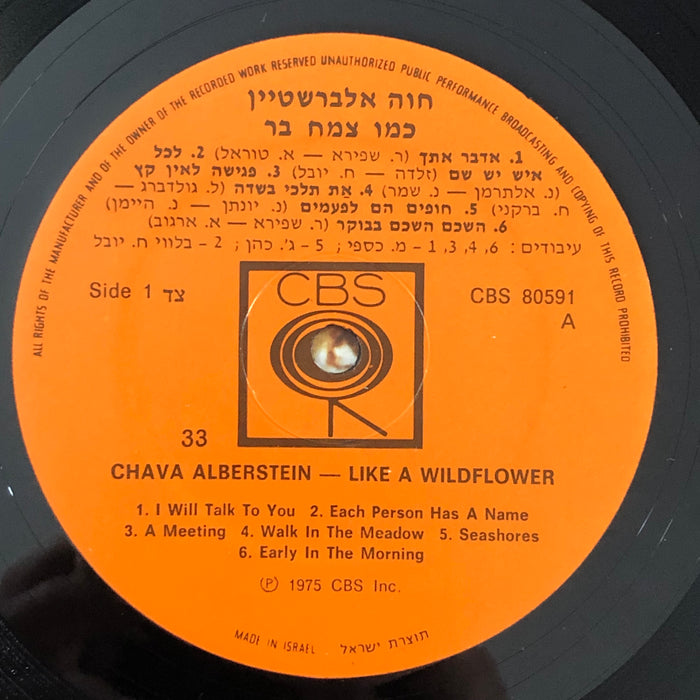 ALL RIGHTS OF THE MANUFACTURER AND OF THE OWNER OF THE RECORDED WORK RESERVED UNAUTHORIZED PUBLIC PERFORMANCE BROADCASTING AND COPYING OF THIS RECORD PROHIBITED
חוה אלברשטיין
כמו צמח בר
1. אדבר אתך (ר. שפירא — א. טוראל) 2. לכל
איש יש שם (זלדה — ח. יובל) 3. פגישה לאין קץ
(נ. אלתרמן — נ. שמר) 4. את תלכי בשדה (ל. גולדברג —
ח. ברקני) 5. חופים הם לפעמים (נ. יונתן — נ. היימן)
6. השכם השכם בבוקר (ר. שפירא — א. ארגוב)
עיבודים: 1,3,4,6 - מ. כספי; 5 - ג'. כהן; 2 - בלווי ח. יובל
Side 1 צד
CBS
CBS 80591
A
33
CHAVA ALBERSTEIN — LIKE A WILDFLOWER
1. I Will Talk To You 2. Each Person Has A Name
3. A Meeting 4. Walk In The Meadow 5. Seashores
6. Early In The Morning
Ⓟ 1975 CBS Inc.
MADE IN ISRAEL תוצרת ישראל